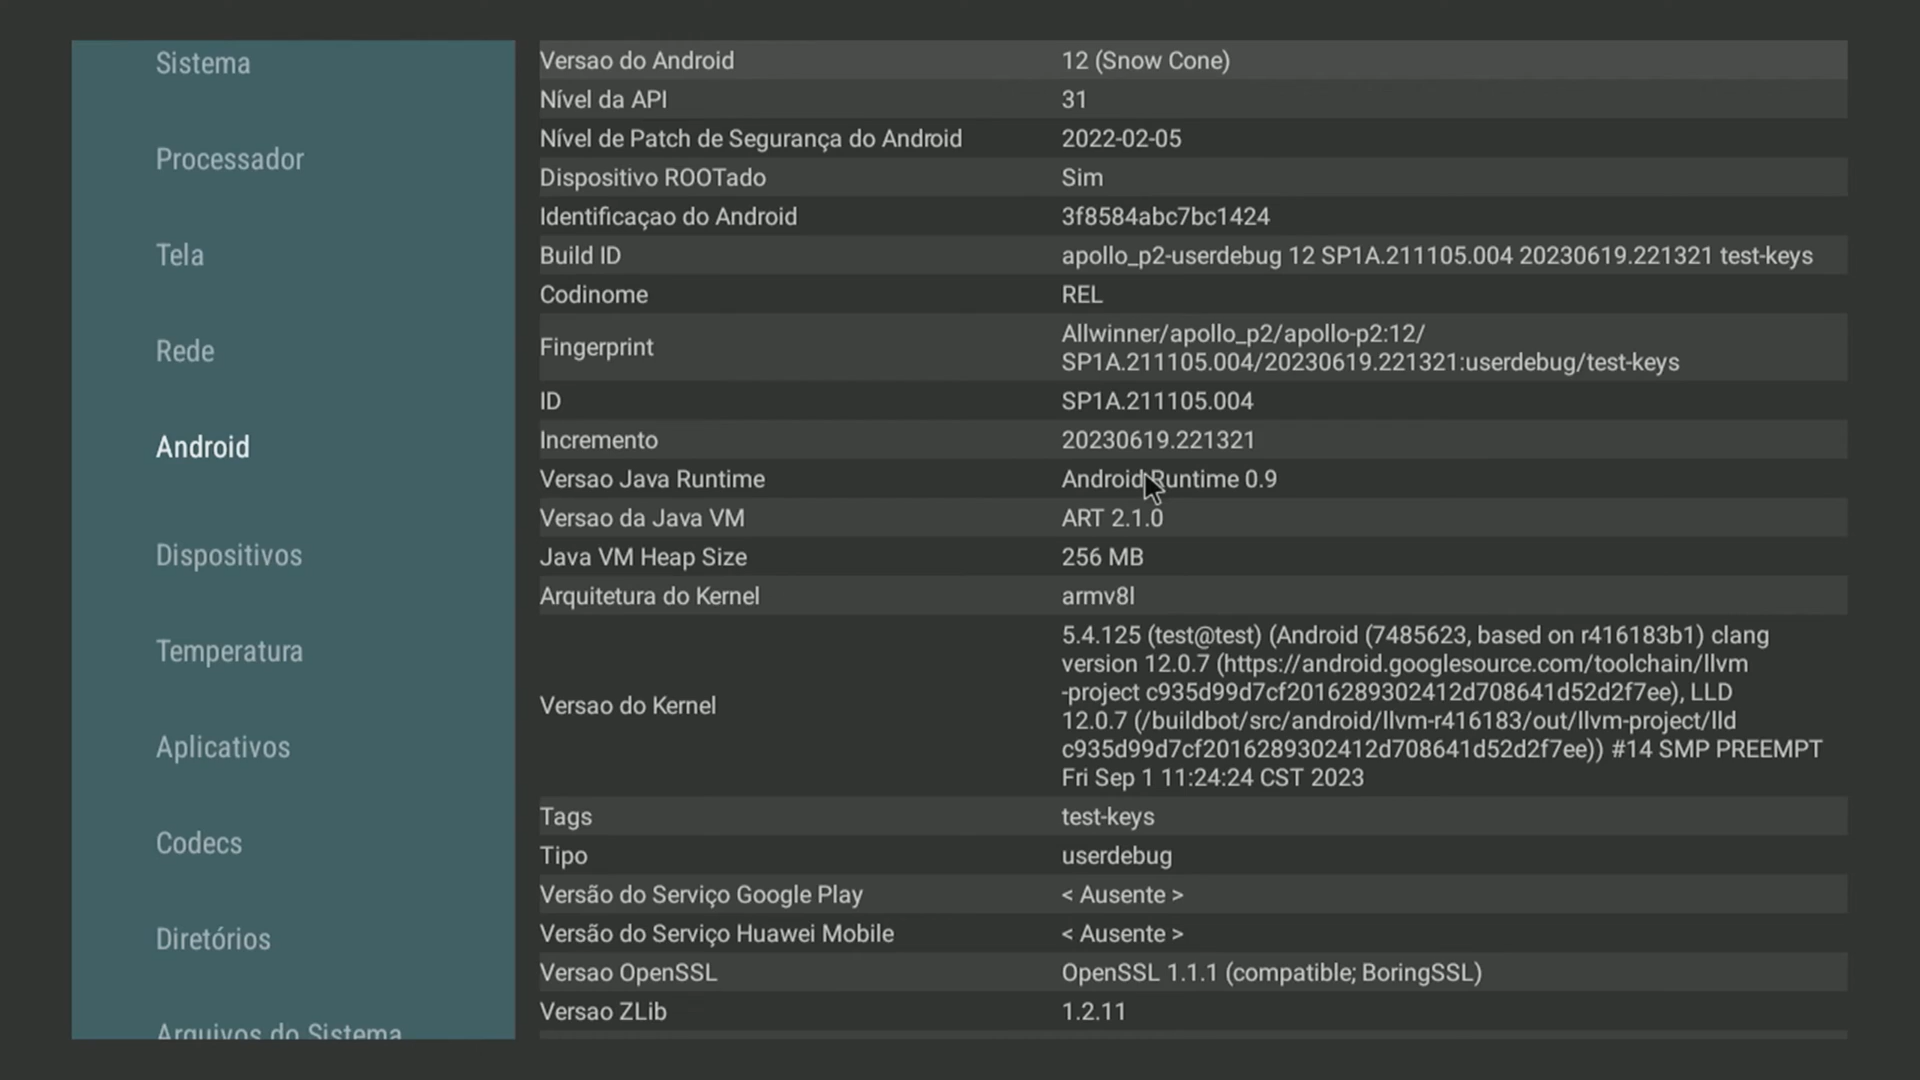 Sistema
Processador
Tela
Rede
Android
Dispositivos
Temperatura
Aplicativos
Codecs
Diretórios
Arquivos do Sistema
Versao do Android 12 (Snow Cone)
Nível da API 31
Nível de Patch de Segurança do Android 2022-02-05
Dispositivo ROOTado Sim
Identificaçao do Android 3f8584abc7bc1424
Build ID apollo_p2-userdebug 12 SP1A.211105.004 20230619.221321 test-keys
Codinome REL
Fingerprint Allwinner/apollo_p2/apollo-p2:12/
SP1A.211105.004/20230619.221321:userdebug/test-keys
ID SP1A.211105.004
Incremento 20230619.221321
Versao Java Runtime Android Runtime 0.9
Versao da Java VM ART 2.1.0
Java VM Heap Size 256 MB
Arquitetura do Kernel armv8l
Versao do Kernel 5.4.125 (test@test) (Android (7485623, based on r416183b1) clang
version 12.0.7 (https://android.googlesource.com/toolchain/llvm
-project c935d99d7cf2016289302412d708641d52d2f7ee), LLD
12.0.7 (/buildbot/src/android/llvm-r416183/out/llvm-project/lld
c935d99d7cf2016289302412d708641d52d2f7ee)) #14 SMP PREEMPT
Fri Sep 1 11:24:24 CST 2023
Tags test-keys
Tipo userdebug
Versão do Serviço Google Play < Ausente >
Versão do Serviço Huawei Mobile < Ausente >
Versao OpenSSL OpenSSL 1.1.1 (compatible; BoringSSL)
Versao ZLib 1.2.11